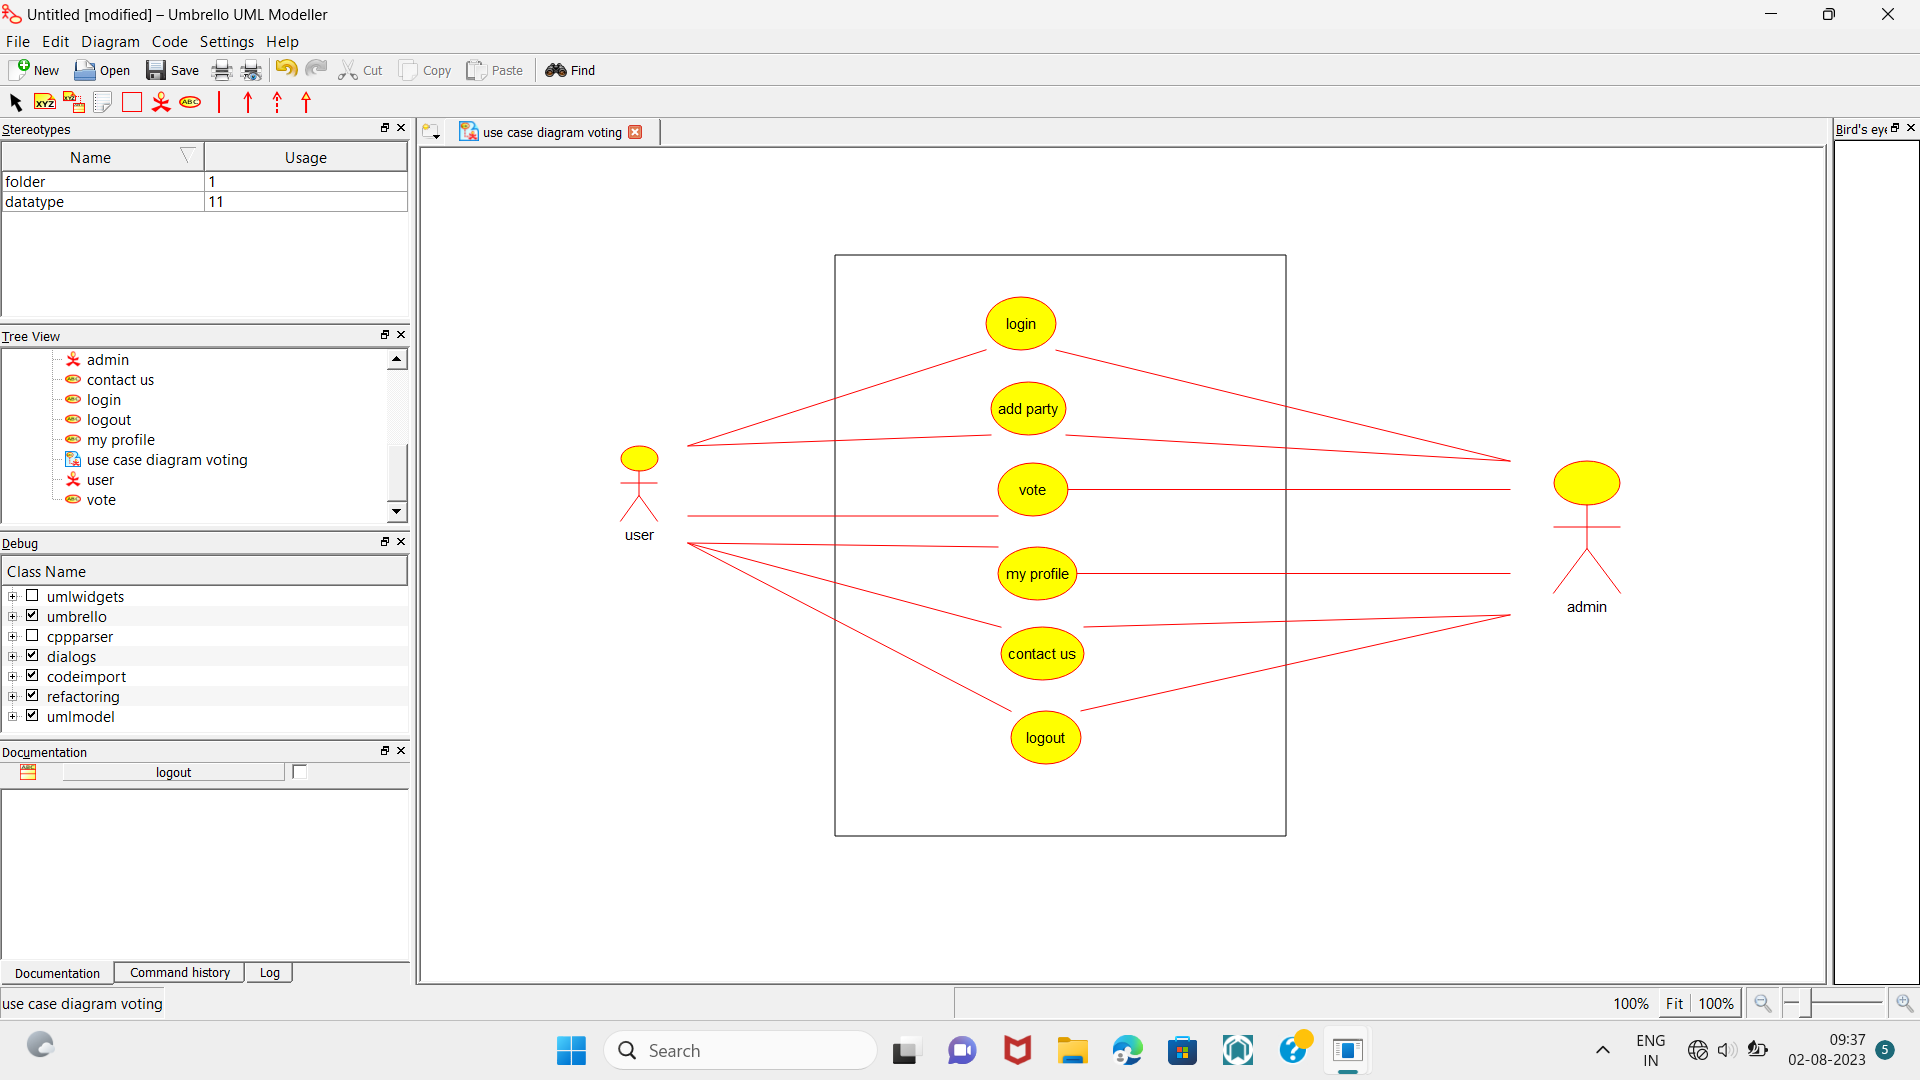 Untitled [modified] – Umbrello UML Modeller
File Edit Diagram Code Settings Help
New Open Save Cut Copy Paste Find
XYZ XYZ ABC
Stereotypes
Name Usage
folder 1
datatype 11
Tree View
admin
contact us
login
logout
my profile
use case diagram voting
user
vote
Debug
Class Name
umlwidgets
umbrello
cppparser
dialogs
codeimport
refactoring
umlmodel
Documentation
logout
Documentation Command history Log
use case diagram voting
use case diagram voting
login
add party
vote
my profile
contact us
logout
user
admin
Bird's eye
100% Fit 100%
Search
ENG
IN
09:37
02-08-2023
5